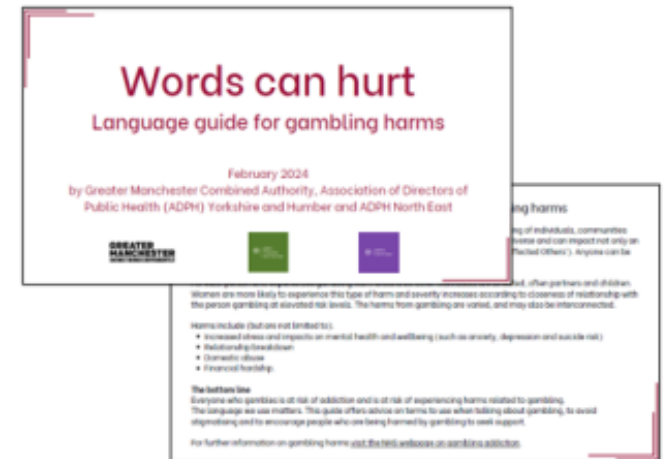 Words can hurt
Language guide for gambling harms
February 2024
by Greater Manchester Combined Authority, Association of Directors of
Public Health (ADPH) Yorkshire and Humber and ADPH North East
GREATER
MANCHESTER
ng harms
ng of individuals, communities
verse and can impact not only an
ffected Others'). Anyone can be
ted, often partners and children.
Women are more likely to experience this type of harm and severity increases according to closeness of relationship with
the person gambling at elevated risk levels. The harms from gambling are varied, and may also be interconnected.
Harms include (but are not limited to):
• Increased stress and impacts on mental health and wellbeing (such as anxiety, depression and suicide risk)
• Relationship breakdown
• Domestic abuse
• Financial hardship.
The bottom line
Everyone who gambles is at risk of addiction and is at risk of experiencing harms related to gambling.
The language we use matters. This guide offers advice on terms to use when talking about gambling, to avoid
stigmatising and to encourage people who are being harmed by gambling to seek support.
For further information on gambling harms visit the NHS webpage on gambling addiction.